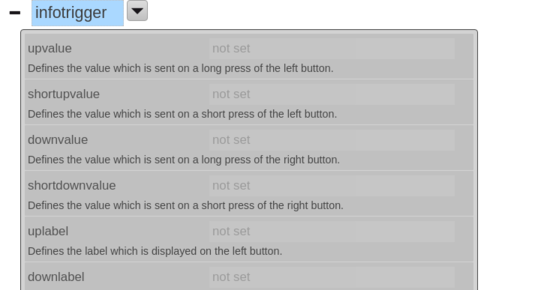 infotrigger
upvalue not set
Defines the value which is sent on a long press of the left button.
shortupvalue not set
Defines the value which is sent on a short press of the left button.
downvalue not set
Defines the value which is sent on a long press of the right button.
shortdownvalue not set
Defines the value which is sent on a short press of the right button.
uplabel not set
Defines the label which is displayed on the left button.
downlabel not set